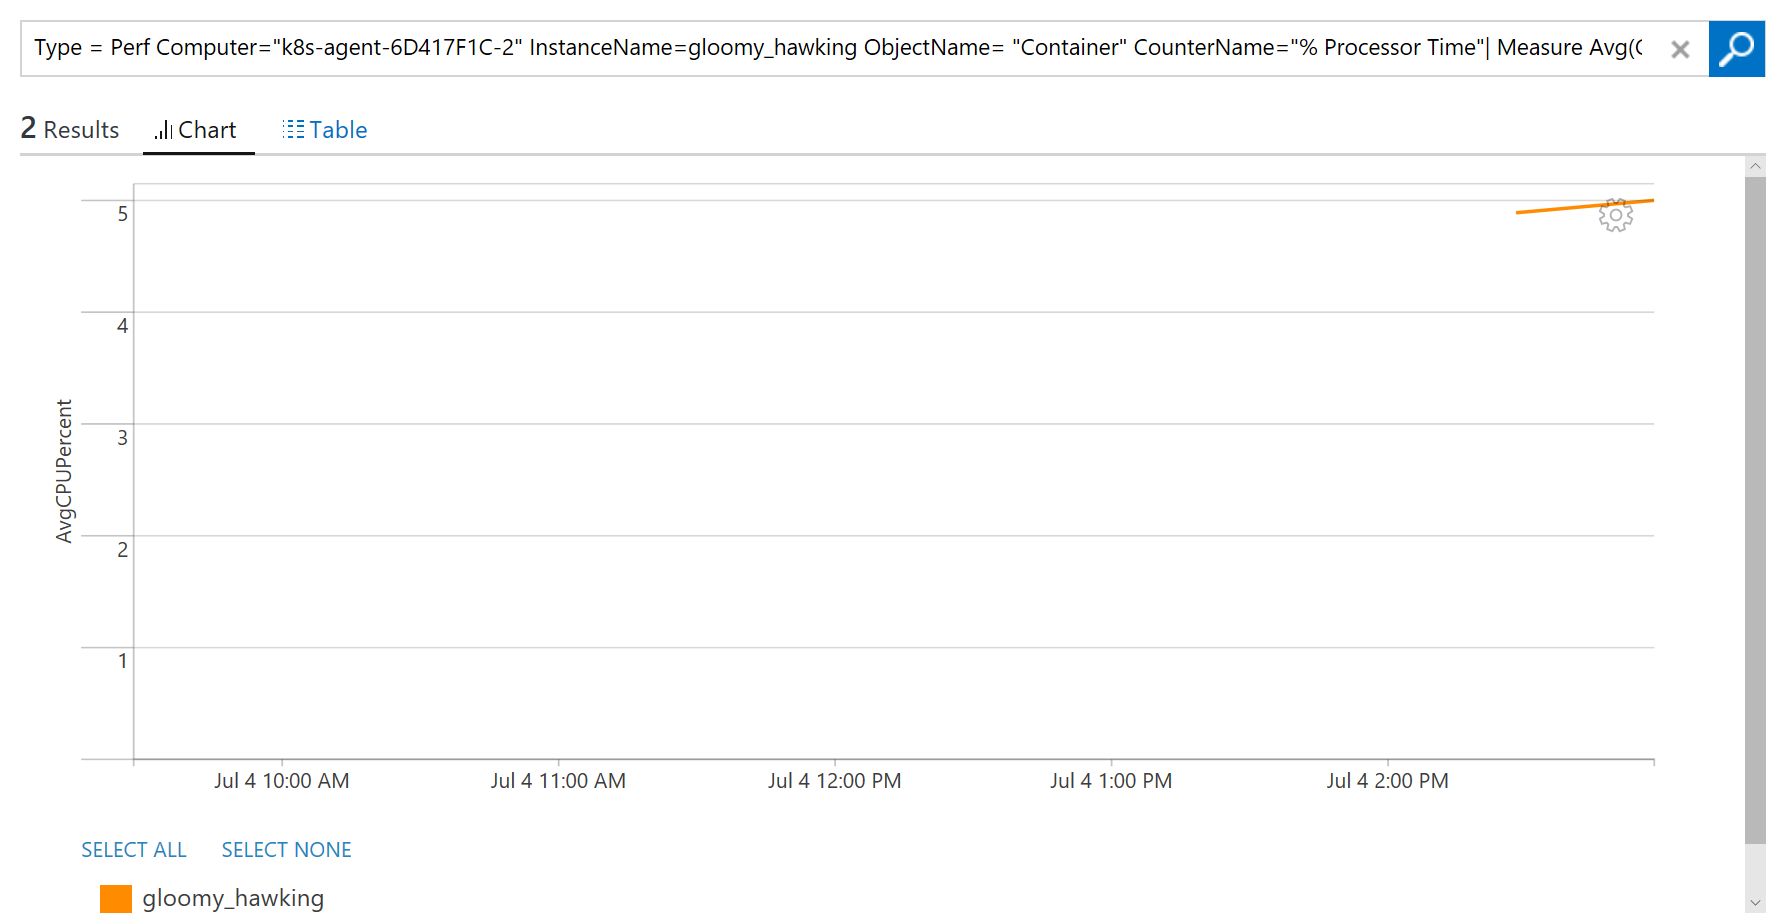 Type = Perf Computer="k8s-agent-6D417F1C-2" InstanceName=gloomy_hawking ObjectName= "Container" CounterName="% Processor Time"| Measure Avg(
2 Results Chart Table
5
4
3
2
1
AvgCPUPercent
Jul 4 10:00 AM Jul 4 11:00 AM Jul 4 12:00 PM Jul 4 1:00 PM Jul 4 2:00 PM
SELECT ALL SELECT NONE
gloomy_hawking